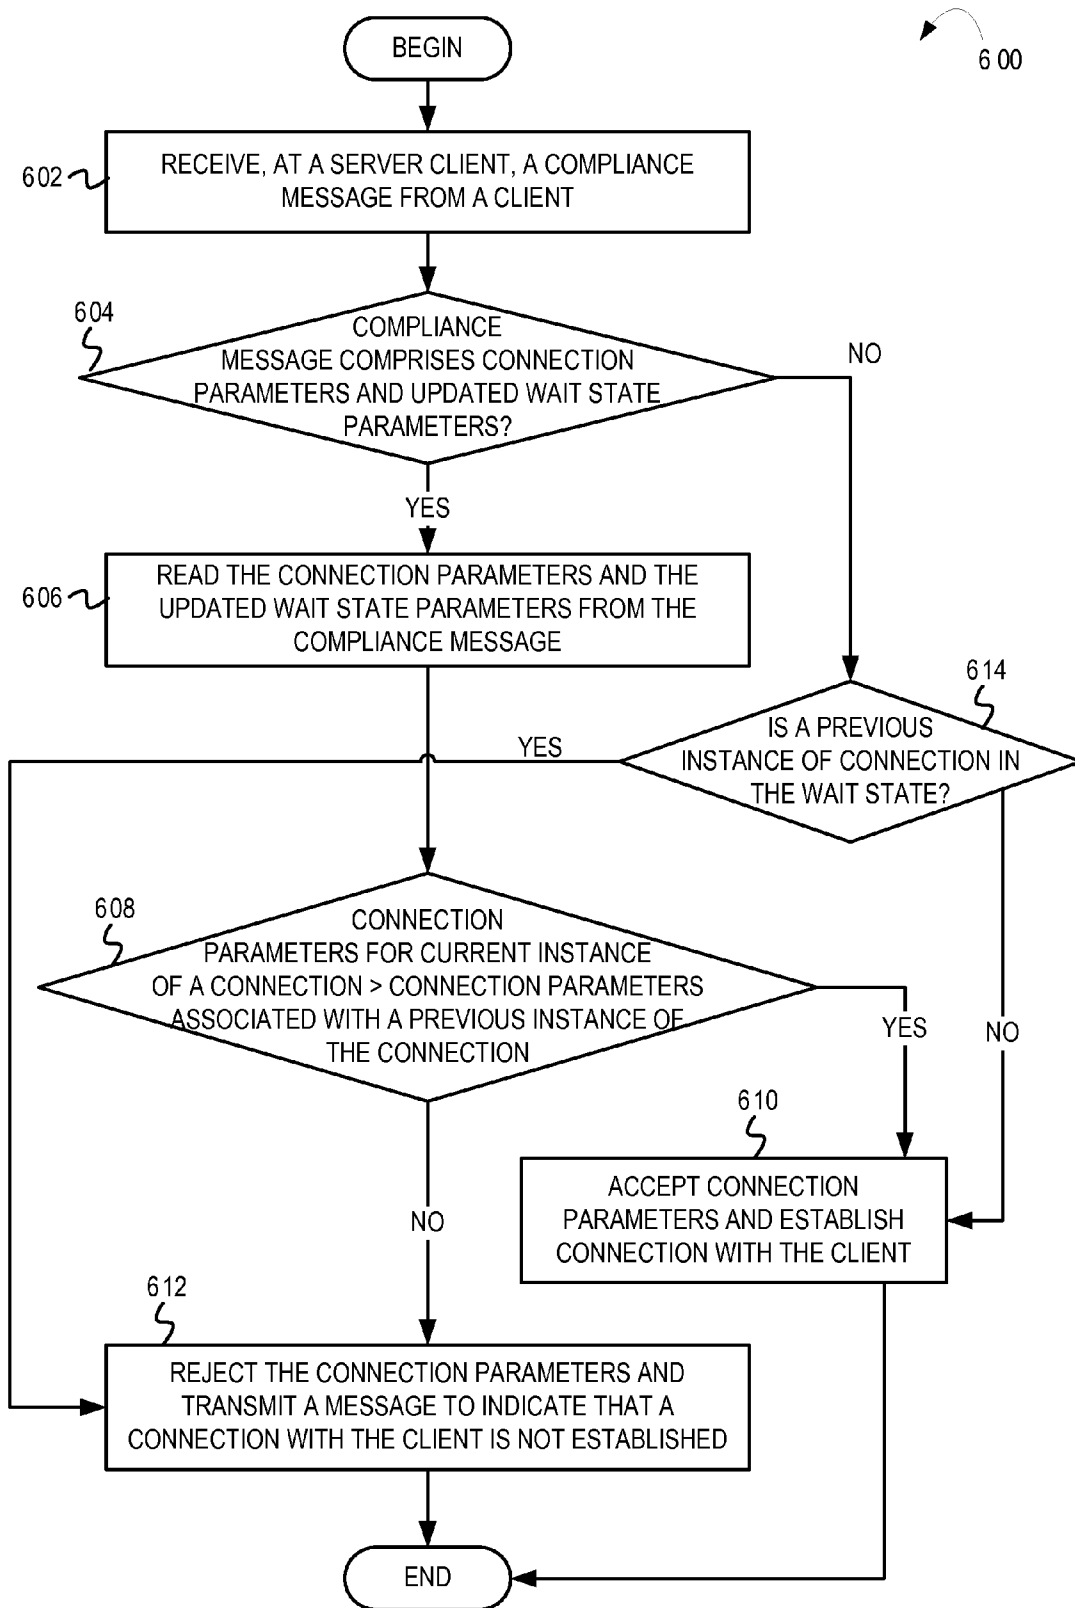 BEGIN
600
602
RECEIVE, AT A SERVER CLIENT, A COMPLIANCE
MESSAGE FROM A CLIENT
604
COMPLIANCE
MESSAGE COMPRISES CONNECTION
PARAMETERS AND UPDATED WAIT STATE
PARAMETERS?
NO
YES
606
READ THE CONNECTION PARAMETERS AND THE
UPDATED WAIT STATE PARAMETERS FROM THE
COMPLIANCE MESSAGE
614
IS A PREVIOUS
INSTANCE OF CONNECTION IN
THE WAIT STATE?
YES
608
CONNECTION
PARAMETERS FOR CURRENT INSTANCE
OF A CONNECTION > CONNECTION PARAMETERS
ASSOCIATED WITH A PREVIOUS INSTANCE OF
THE CONNECTION
YES
NO
610
ACCEPT CONNECTION
PARAMETERS AND ESTABLISH
CONNECTION WITH THE CLIENT
NO
612
REJECT THE CONNECTION PARAMETERS AND
TRANSMIT A MESSAGE TO INDICATE THAT A
CONNECTION WITH THE CLIENT IS NOT ESTABLISHED
END